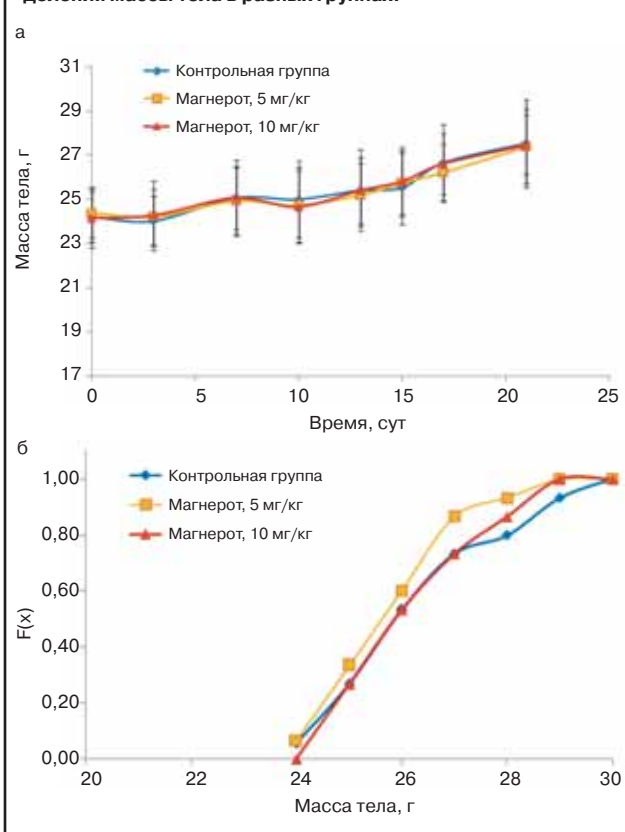 деления массы тела в разных группах.
а
31
29
27
25
23
21
19
17
Масса тела, г
Контрольная группа
Магнерот, 5 мг/кг
Магнерот, 10 мг/кг
0 5 10 15 20 25
Время, сут
б
1,00
0,80
0,60
0,40
0,20
0,00
F(x)
Контрольная группа
Магнерот, 5 мг/кг
Магнерот, 10 мг/кг
20 22 24 26 28 30
Масса тела, г